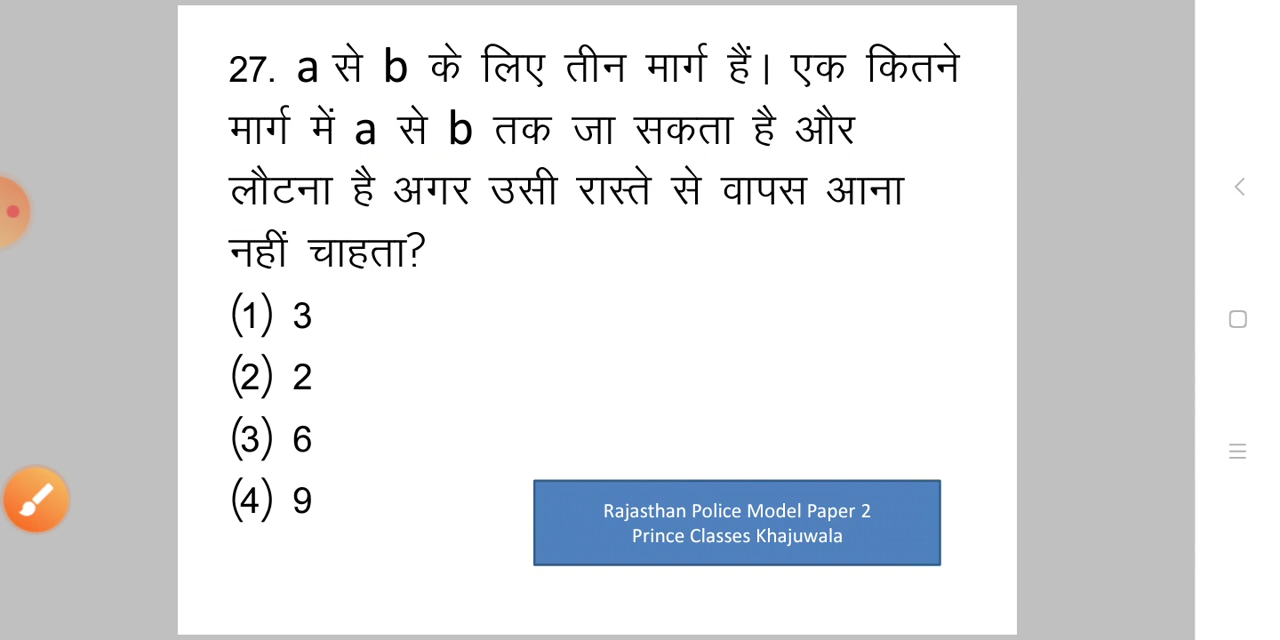 27. a से b के लिए तीन मार्ग हैं। एक कितने
मार्ग में a से b तक जा सकता है और
लौटना है अगर उसी रास्ते से वापस आना
नहीं चाहता?
(1) 3
(2) 2
(3) 6
(4) 9
Rajasthan Police Model Paper 2
Prince Classes Khajuwala